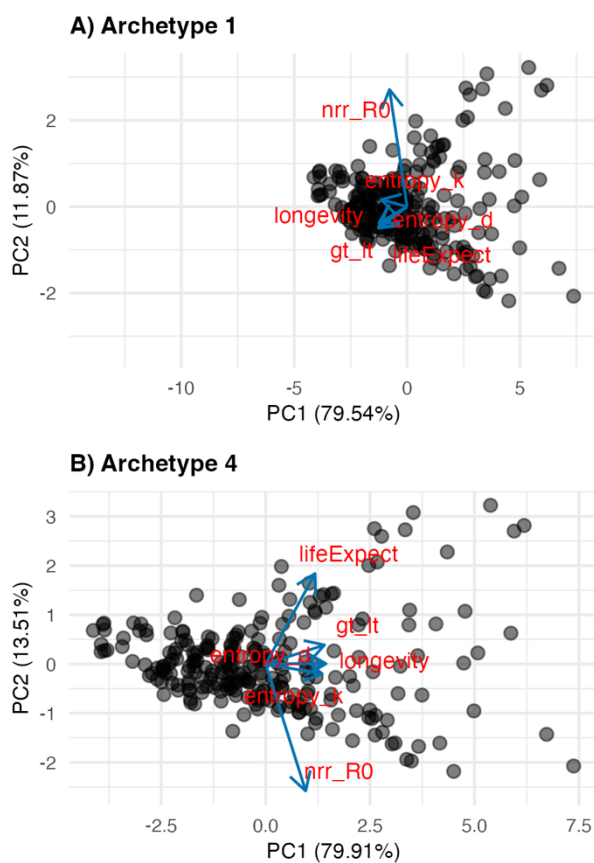 A) Archetype 1
2
0
-2
PC2 (11.87%)
nrr_R0
entropy_k
longevity
entropy_d
gt_lt
lifeExpect
-10
-5
0
5
PC1 (79.54%)
B) Archetype 4
3
2
1
0
-1
-2
PC2 (13.51%)
lifeExpect
gt_lt
entropy_d
longevity
entropy_k
nrr_R0
-2.5
0.0
2.5
5.0
7.5
PC1 (79.91%)